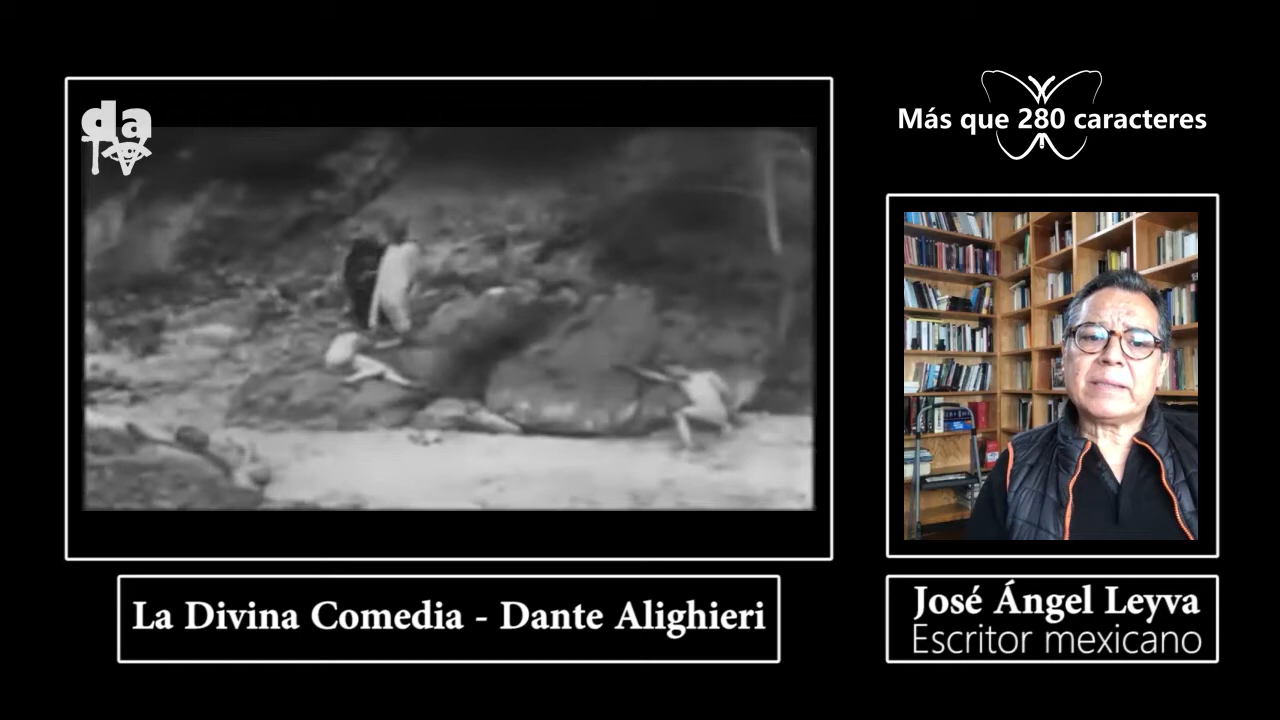 da
tv
Más que 280 caracteres
La Divina Comedia - Dante Alighieri
José Ángel Leyva
Escritor mexicano